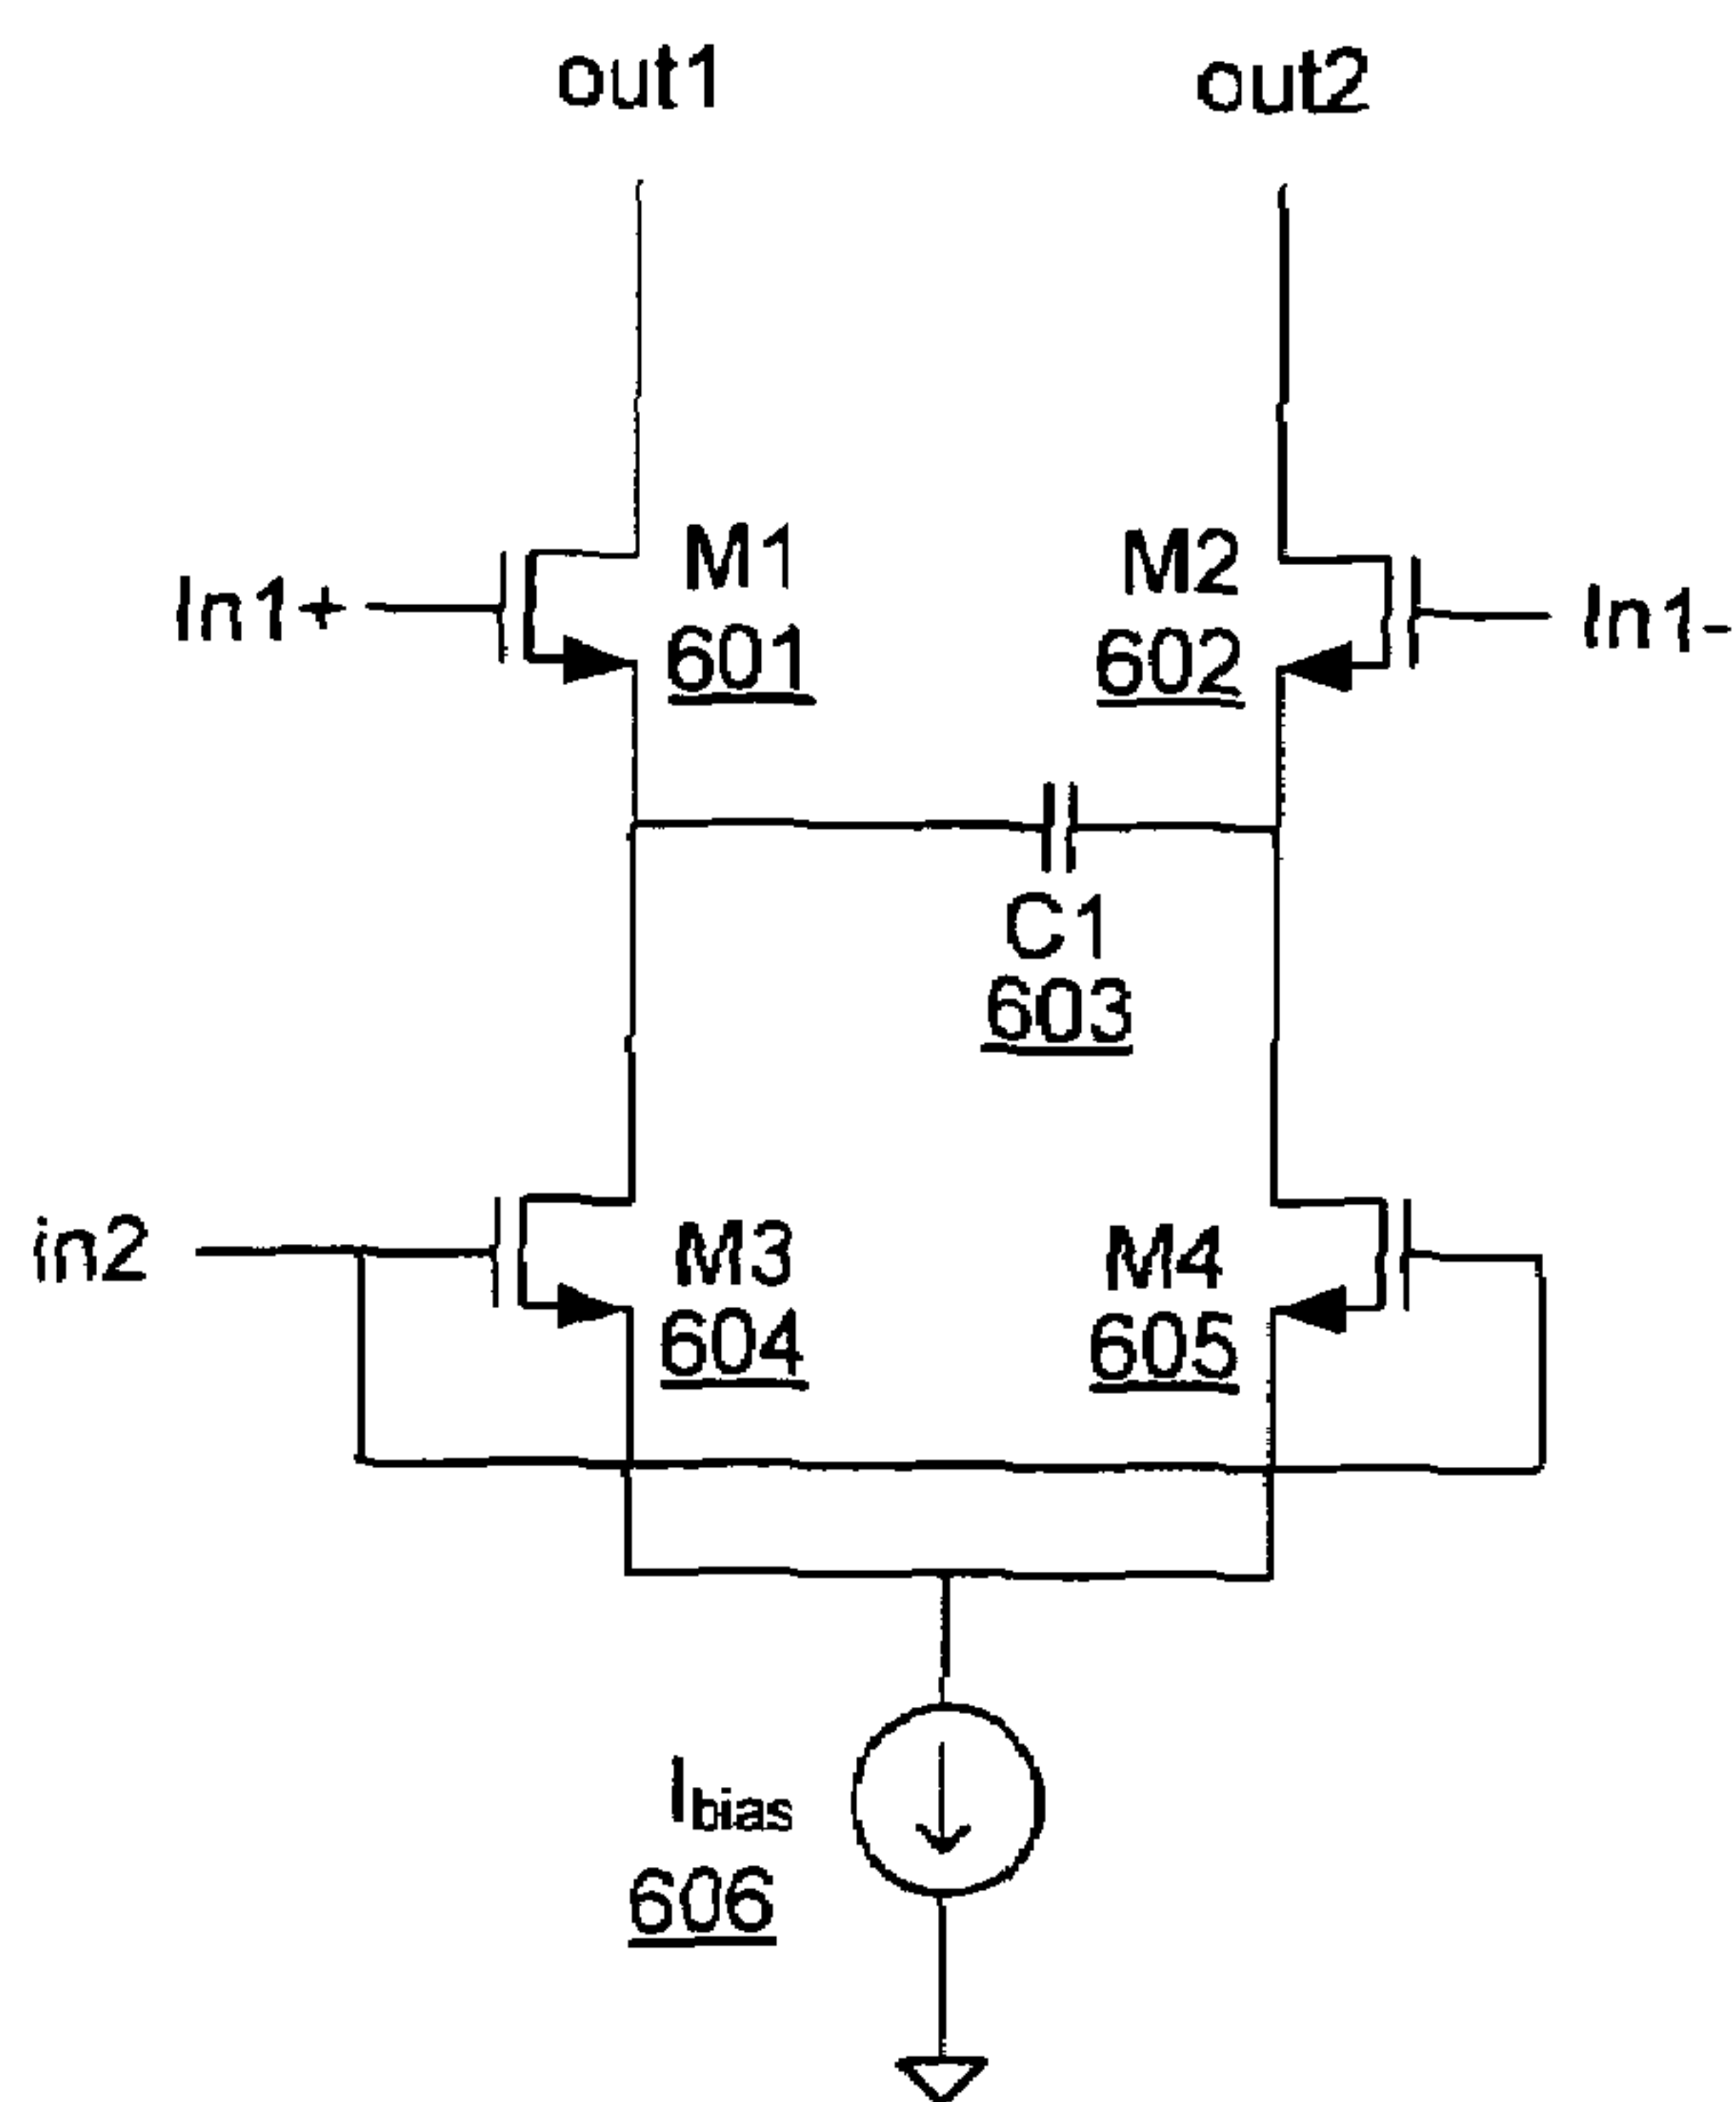 out1
out2
In1+
M1
601
M2
602
In1-
C1
603
in2
M3
604
M4
605
Ibias
606